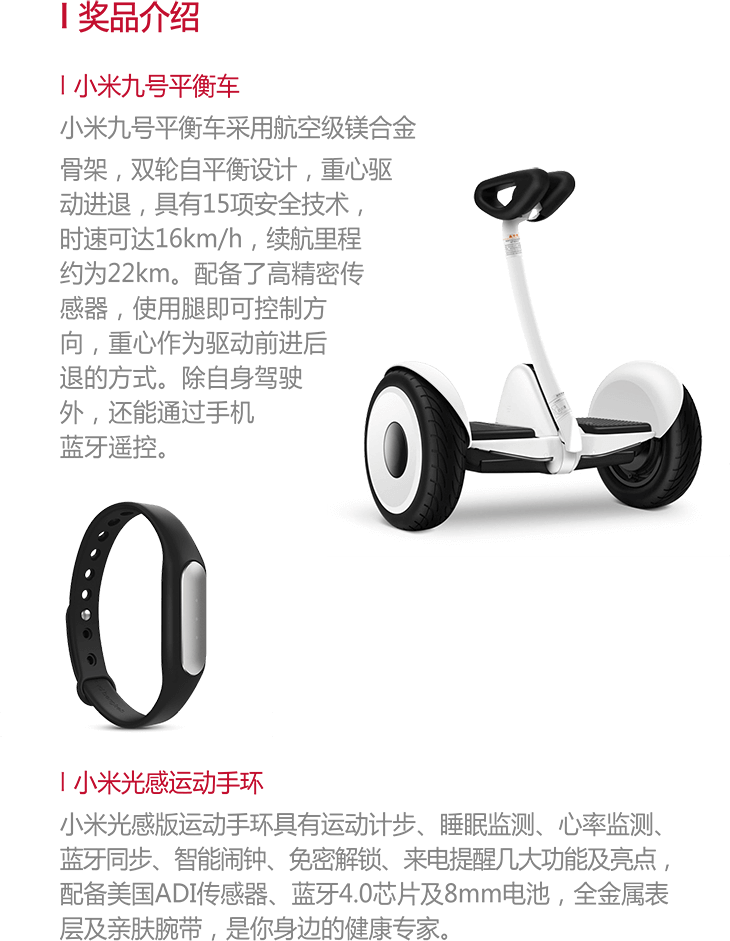 奖品介绍
小米九号平衡车
小米九号平衡车采用航空级镁合金
骨架，双轮自平衡设计，重心驱
动进退，具有15项安全技术，
时速可达16km/h，续航里程
约为22km。配备了高精密传
感器，使用腿即可控制方
向，重心作为驱动前进后
退的方式。除自身驾驶
外，还能通过手机
蓝牙遥控。
小米光感运动手环
小米光感版运动手环具有运动计步、睡眠监测、心率监测、
蓝牙同步、智能闹钟、免密解锁、来电提醒几大功能及亮点，
配备美国ADI传感器、蓝牙4.0芯片及8mm电池，全金属表
层及亲肤腕带，是你身边的健康专家。